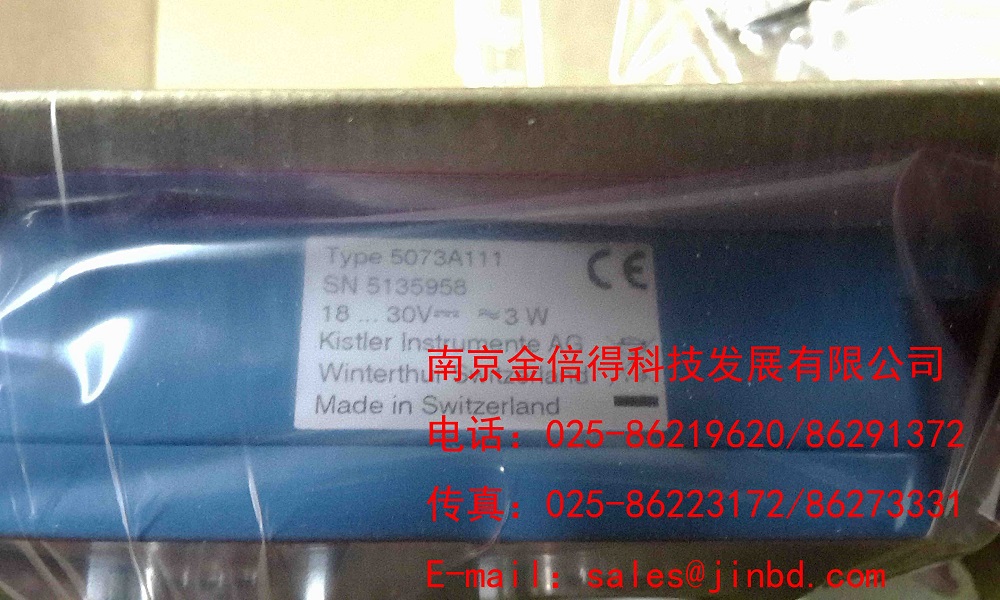 Type 5073A111
SN 5135958
18 ... 30V⎓ ≈3 W
Kistler Instrumente AG
Winterthur Switzerland
Made in Switzerland
CE
南京金倍得科技发展有限公司
电话：025-86219620/86291372
传真：025-86223172/86273331
E-mail：sales@jinbd.com